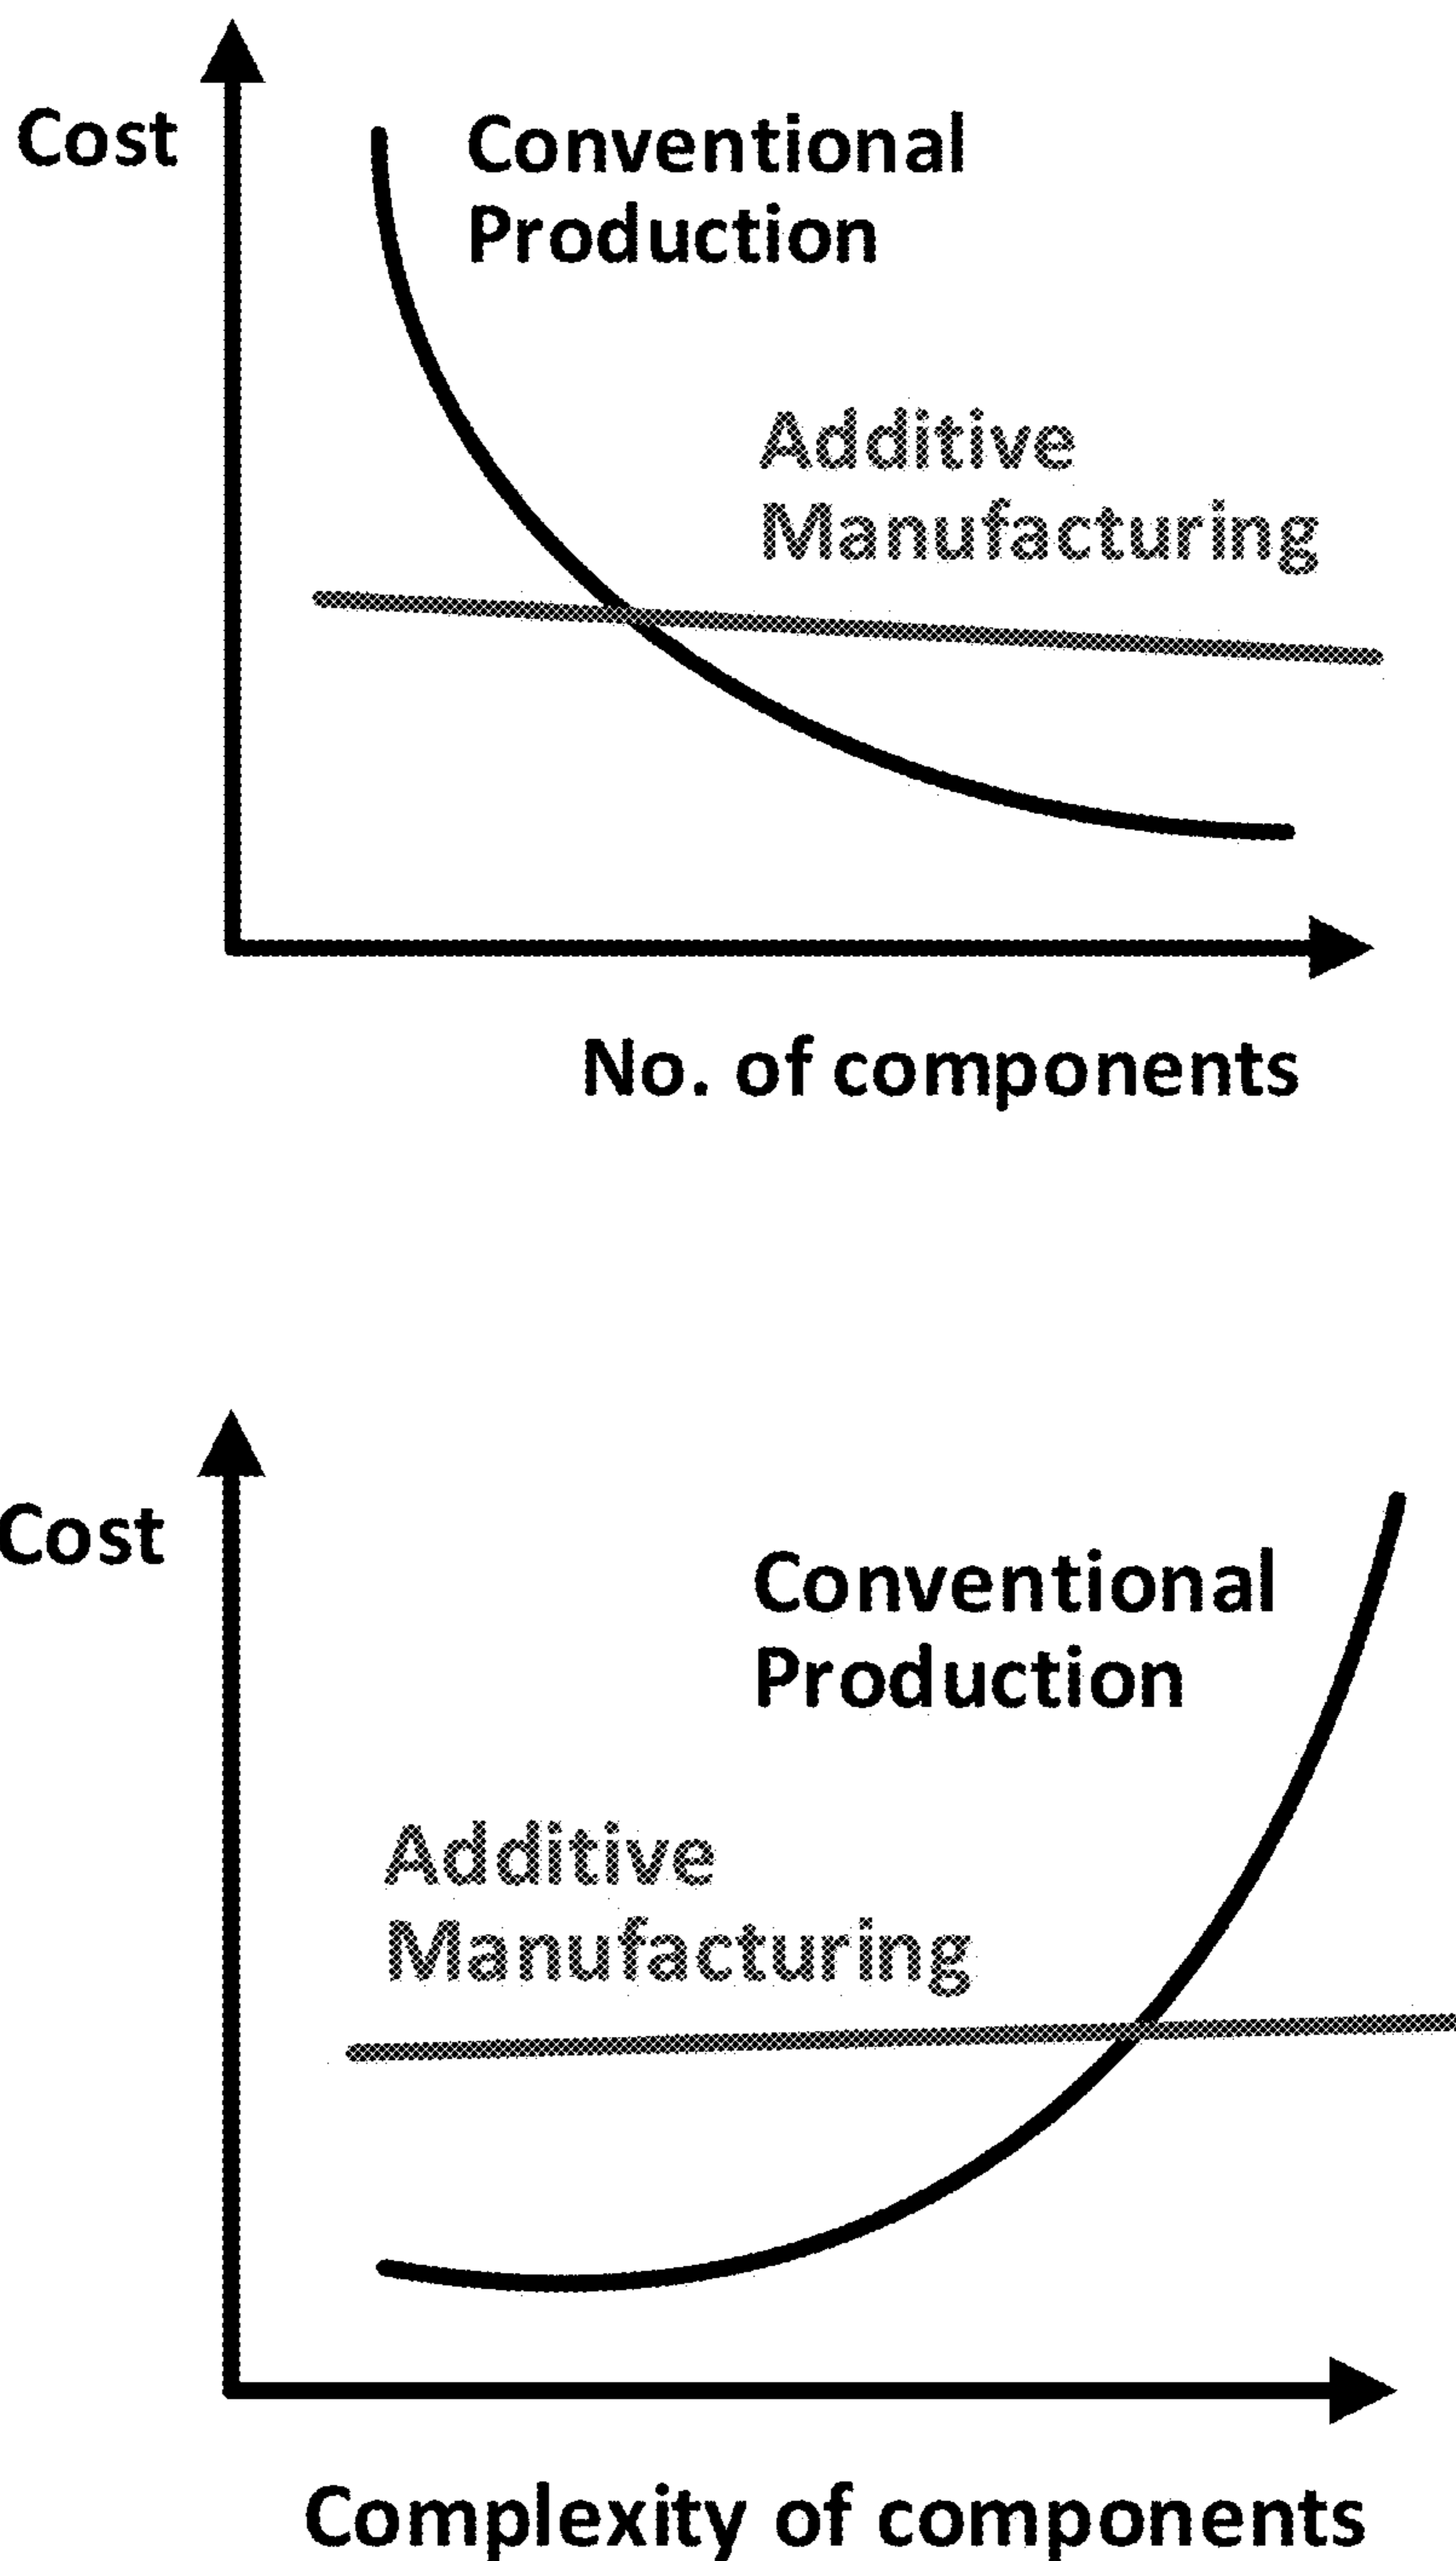 Cost
Conventional
Production
Additive
Manufacturing
No. of components
Cost
Conventional
Production
Additive
Manufacturing
Complexity of components